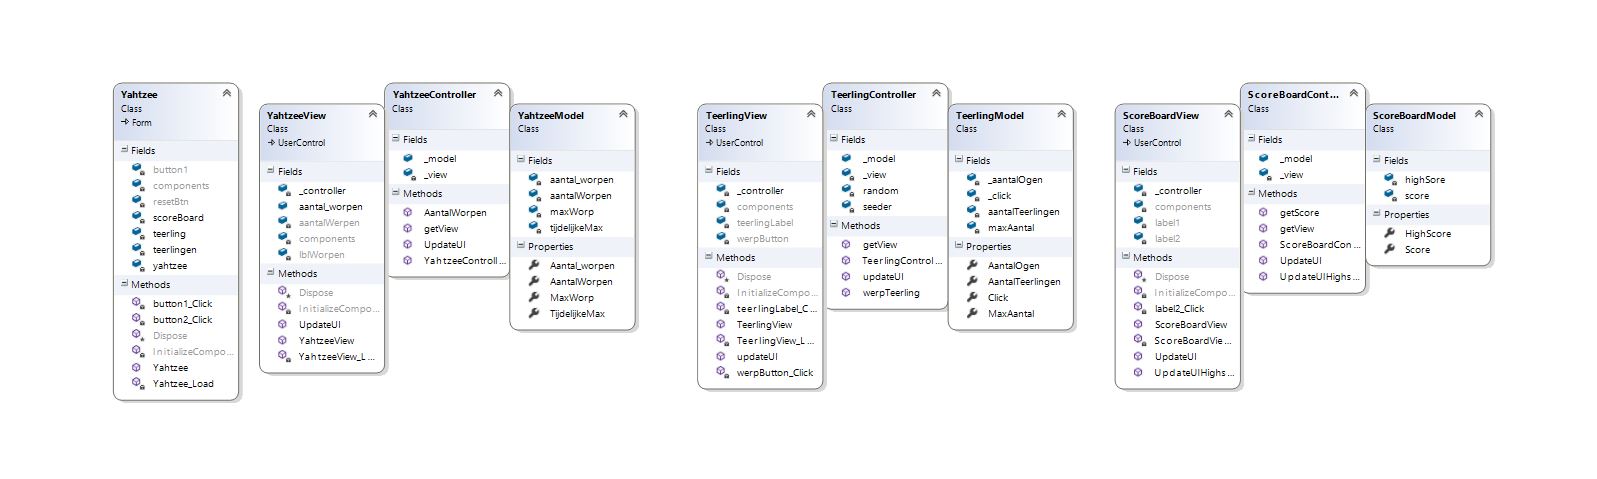 Yahtzee
Class
Form
Fields
button1
components
resetBtn
scoreBoard
teerling
teerlingen
yahtzee
Methods
button1_Click
button2_Click
Dispose
InitializeCompo...
Yahtzee
Yahtzee_Load
YahtzeeView
Class
UserControl
Fields
_controller
aantal_worpen
aantalWerpen
components
lblWorpen
Methods
Dispose
InitializeCompo...
UpdateUI
YahtzeeView
YahtzeeView_L...
YahtzeeController
Class
Fields
_model
_view
Methods
AantalWorpen
getView
UpdateUI
YahtzeeControll...
YahtzeeModel
Class
Fields
aantal_worpen
aantalWorpen
maxWorp
tijdelijkeMax
Properties
Aantal_worpen
AantalWorpen
MaxWorp
TijdelijkeMax
TeerlingView
Class
UserControl
Fields
_controller
components
teerlingLabel
werpButton
Methods
Dispose
InitializeCompo...
teerlingLabel_C...
TeerlingView
TeerlingView_L...
updateUI
werpButton_Click
TeerlingController
Class
Fields
_model
_view
random
seeder
Methods
getView
TeerlingControl...
updateUI
werpTeerling
TeerlingModel
Class
Fields
_aantalOgen
_click
aantalTeerlingen
maxAantal
Properties
AantalOgen
AantalTeerlingen
Click
MaxAantal
ScoreBoardView
Class
UserControl
Fields
_controller
components
label1
label2
Methods
Dispose
InitializeCompo...
label2_Click
ScoreBoardView
ScoreBoardVie...
UpdateUI
UpdateUIHighs...
ScoreBoardCont...
Class
Fields
_model
_view
Methods
getScore
getView
ScoreBoardCon...
UpdateUI
UpdateUIHighs...
ScoreBoardModel
Class
Fields
highSore
score
Properties
HighScore
Score